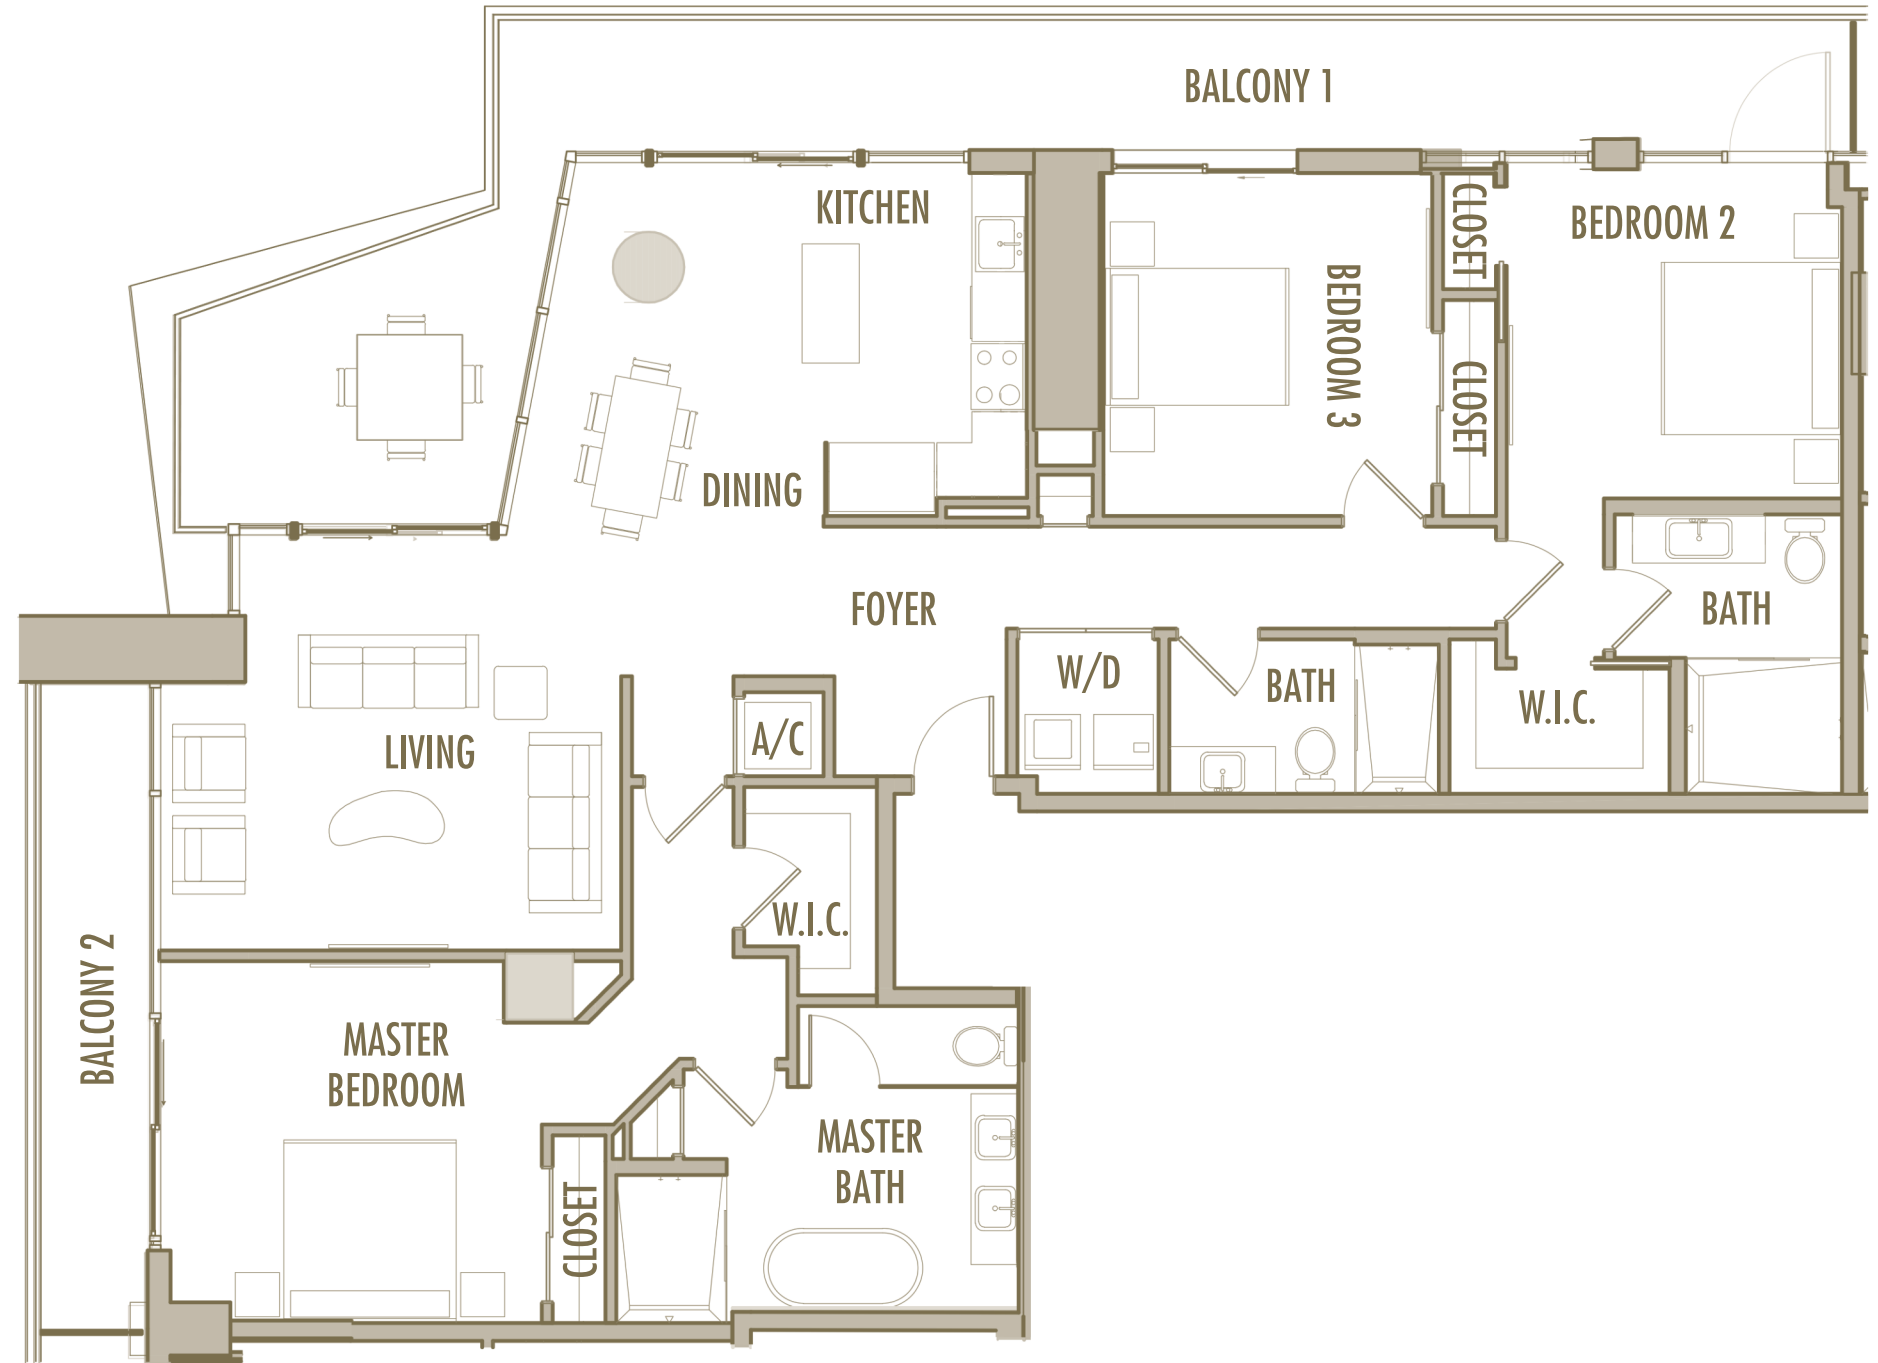 BALCONY 1
KITCHEN
CLOSET
BEDROOM 2
BEDROOM 3
CLOSET
DINING
FOYER
BATH
W/D
BATH
W.I.C.
A/C
LIVING
W.I.C.
BALCONY 2
MASTER
BEDROOM
MASTER
BATH
CLOSET